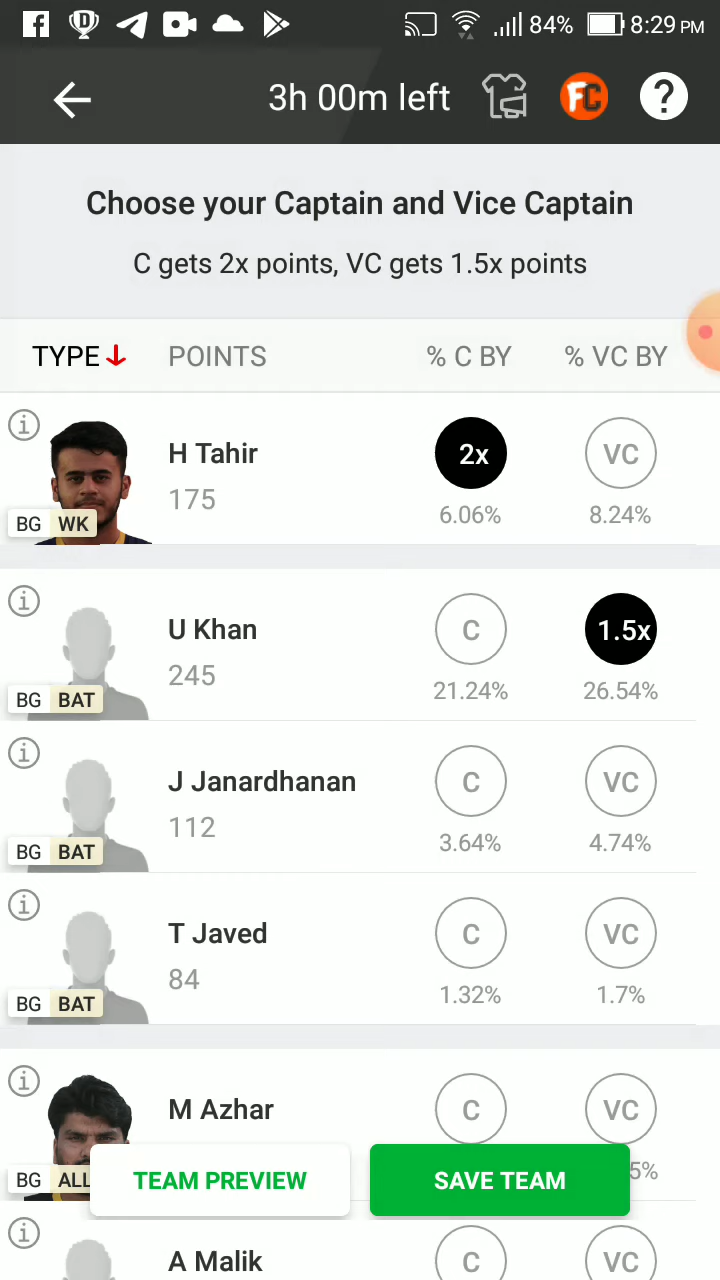 84% 8:29 PM
3h 00m left FC ?
Choose your Captain and Vice Captain
C gets 2x points, VC gets 1.5x points
TYPE POINTS % C BY % VC BY
H Tahir
175
BG WK
2x
6.06%
VC
8.24%
U Khan
245
BG BAT
C
21.24%
1.5x
26.54%
J Janardhanan
112
BG BAT
C
3.64%
VC
4.74%
T Javed
84
BG BAT
C
1.32%
VC
1.7%
M Azhar
BG ALL
C
VC
5%
TEAM PREVIEW SAVE TEAM
A Malik
C
VC